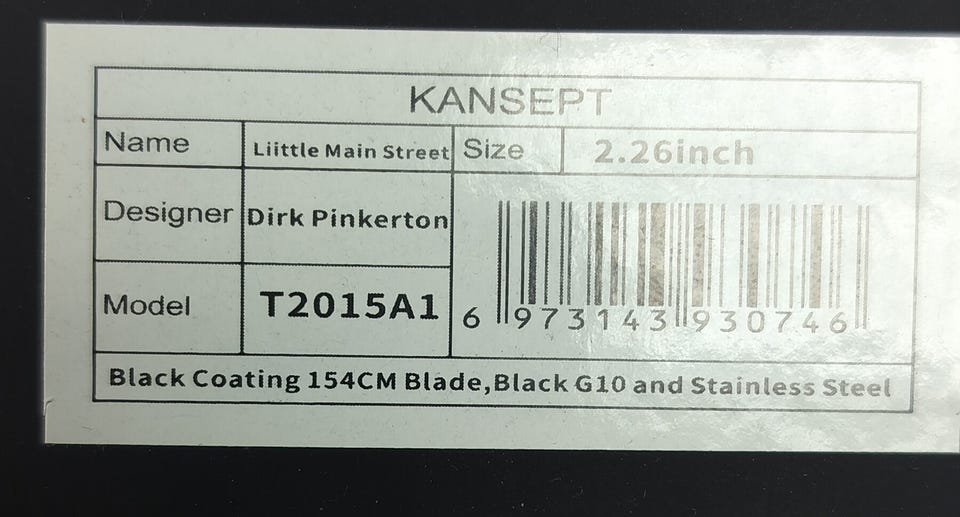 KANSEPT
Name Liittle Main Street Size 2.26inch
Designer Dirk Pinkerton
Model T2015A1
6 973143 930746
Black Coating 154CM Blade,Black G10 and Stainless Steel